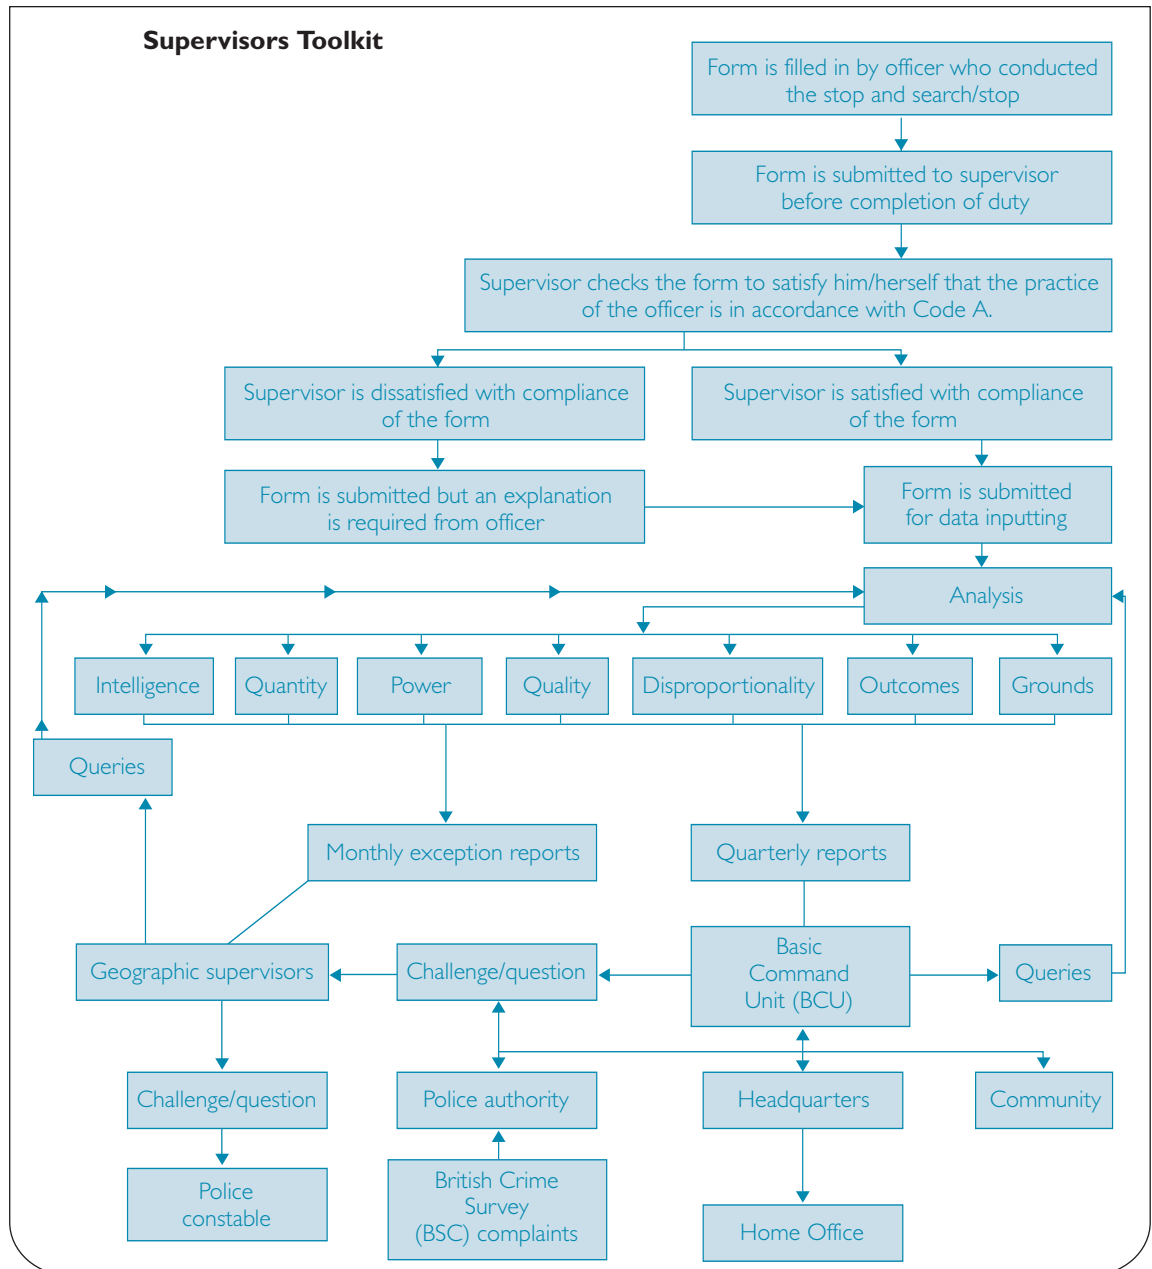 Supervisors Toolkit
Form is filled in by officer who conducted
the stop and search/stop
Form is submitted to supervisor
before completion of duty
Supervisor checks the form to satisfy him/herself that the practice
of the officer is in accordance with Code A.
Supervisor is dissatisfied with compliance
of the form
Supervisor is satisfied with compliance
of the form
Form is submitted but an explanation
is required from officer
Form is submitted
for data inputting
Analysis
Intelligence
Quantity
Power
Quality
Disproportionality
Outcomes
Grounds
Queries
Monthly exception reports
Quarterly reports
Geographic supervisors
Challenge/question
Basic
Command
Unit (BCU)
Queries
Challenge/question
Police authority
Headquarters
Community
Police
constable
British Crime
Survey
(BSC) complaints
Home Office